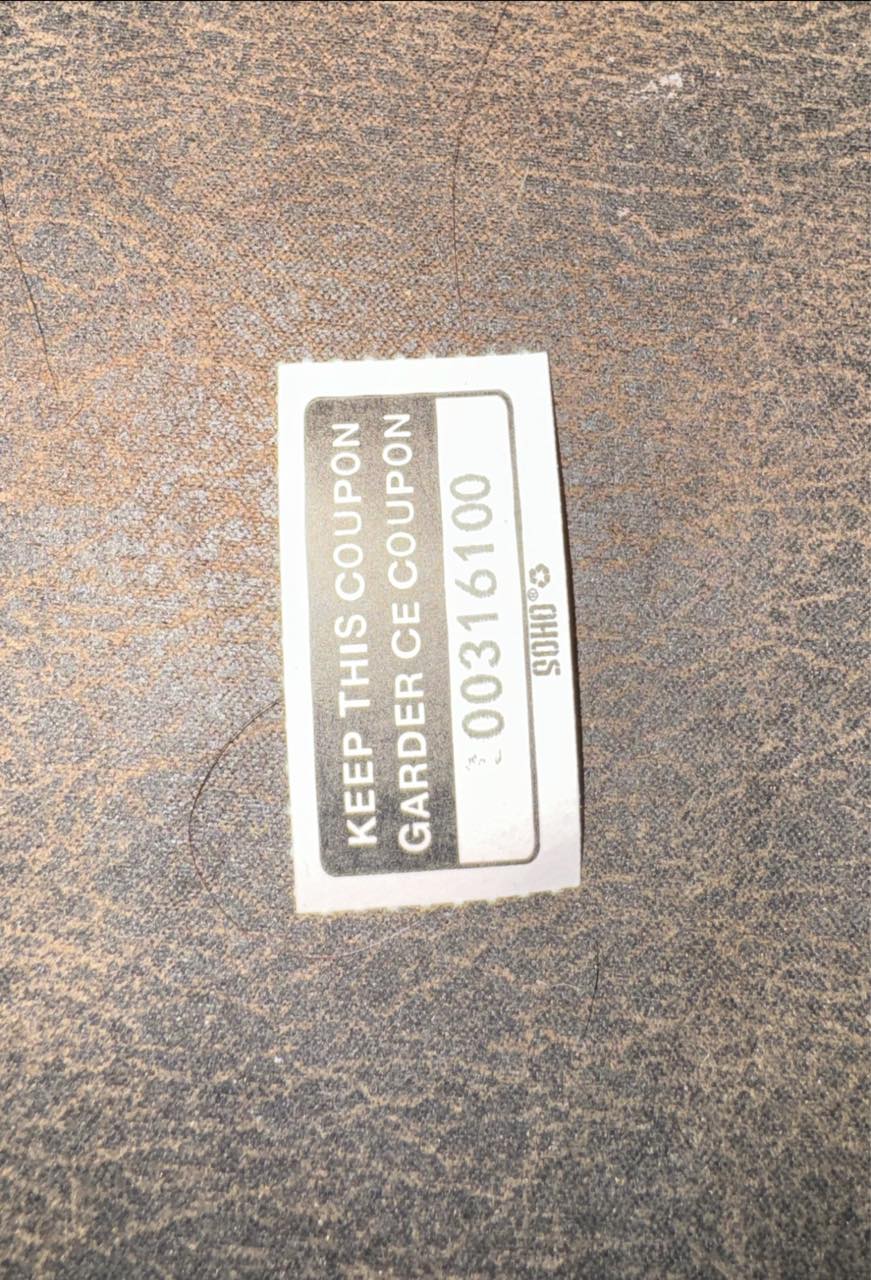 KEEP THIS COUPON
GARDER CE COUPON
00316100
SOHO®